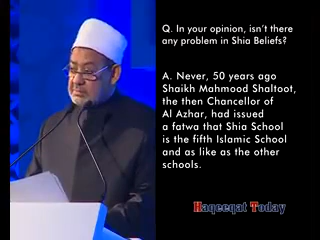 Q. In your opinion, isn't there
any problem in Shia Beliefs?
A. Never, 50 years ago
Shaikh Mahmood Shaltoot,
the then Chancellor of
Al Azhar, had issued
a fatwa that Shia School
is the fifth Islamic School
and as like as the other
schools.
Haqeeqat Today